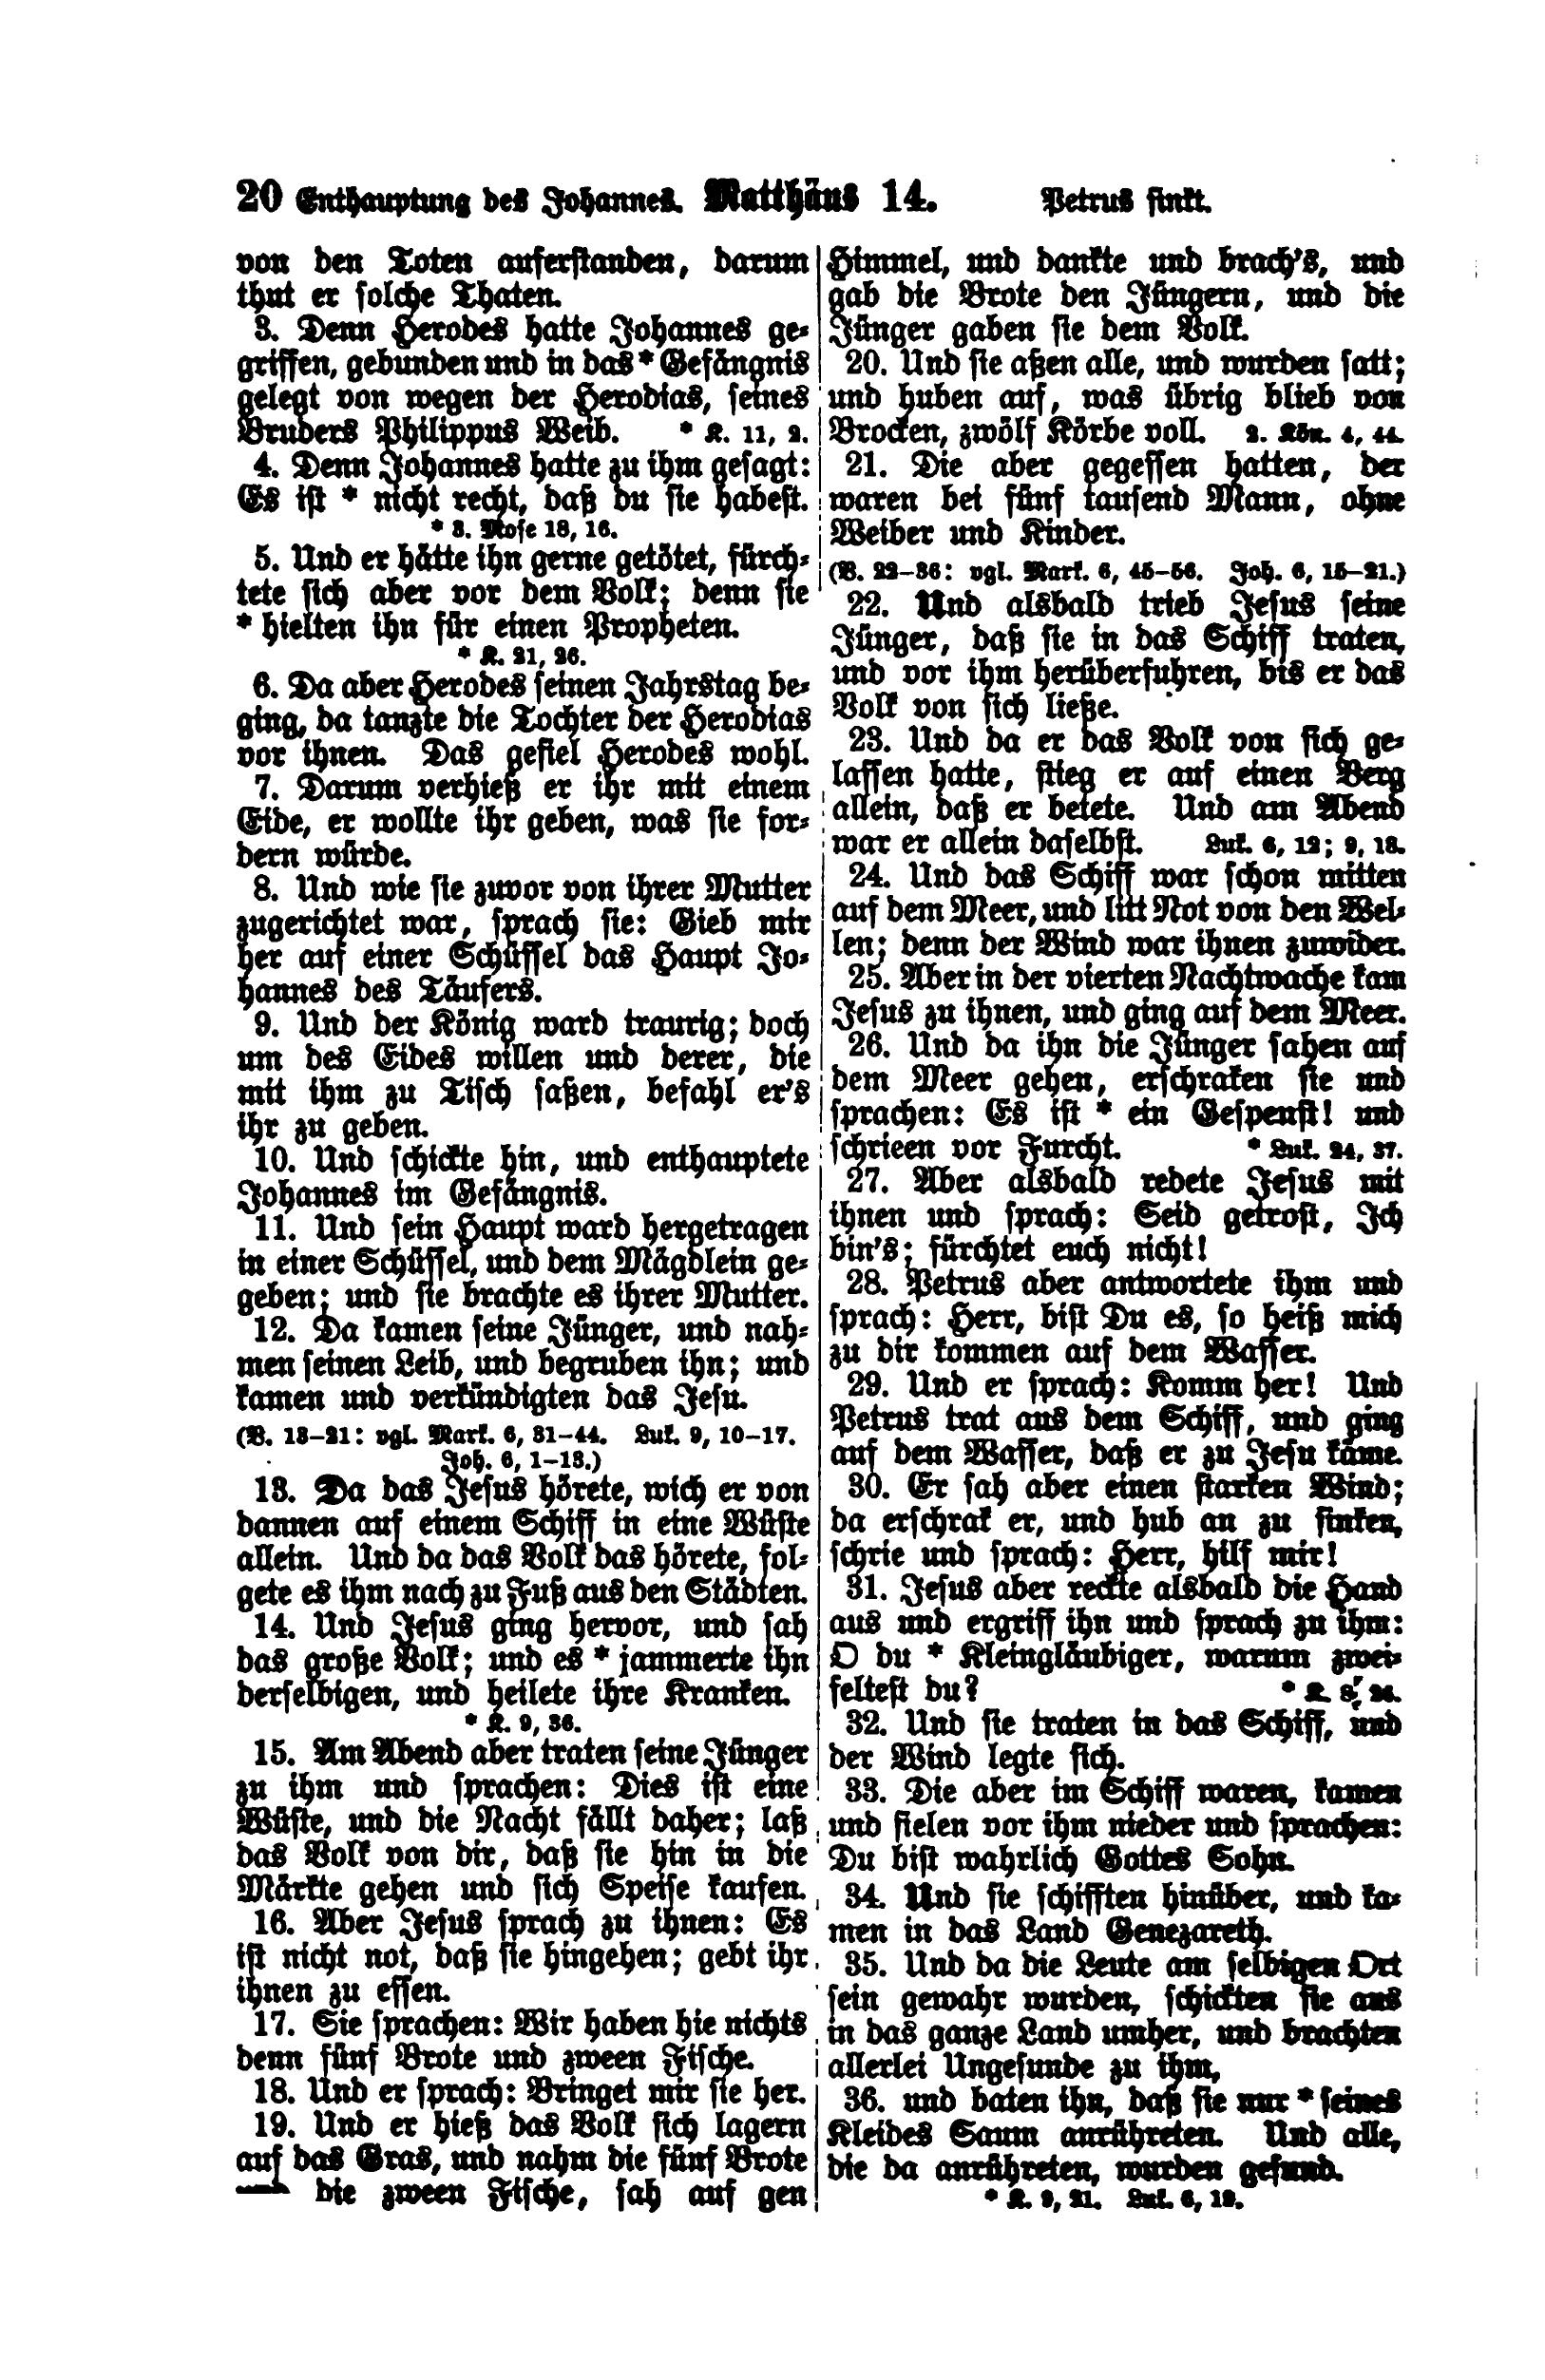 20 Enthauptung des Johannes. Matthäus 14. Petrus sinkt.
von den Toten auferstanden, darum
thut er solche Thaten.
3. Denn Herodes hatte Johannes ge-
griffen, gebunden und in das * Gefängnis
gelegt von wegen der Herodias, seines
Bruders Philippus Weib. * K. 11, 2.
4. Denn Johannes hatte zu ihm gesagt:
Es ist * nicht recht, daß du sie habest.
* 3. Mose 18, 16.
5. Und er hätte ihn gerne getötet, fürch-
tete sich aber vor dem Volk; denn sie
* hielten ihn für einen Propheten.
* K. 21, 26.
6. Da aber Herodes seinen Jahrstag be-
ging, da tanzte die Tochter der Herodias
vor ihnen. Das gefiel Herodes wohl.
7. Darum verhieß er ihr mit einem
Eide, er wollte ihr geben, was sie for-
dern würde.
8. Und wie sie zuvor von ihrer Mutter
zugerichtet war, sprach sie: Gieb mir
her auf einer Schüssel das Haupt Jo-
hannes des Täufers.
9. Und der König ward traurig; doch
um des Eides willen und derer, die
mit ihm zu Tisch saßen, befahl er's
ihr zu geben.
10. Und schickte hin, und enthauptete
Johannes im Gefängnis.
11. Und sein Haupt ward hergetragen
in einer Schüssel, und dem Mägdlein ge-
geben; und sie brachte es ihrer Mutter.
12. Da kamen seine Jünger, und nah-
men seinen Leib, und begruben ihn; und
kamen und verkündigten das Jesu.
(V. 13–21: vgl. Mark. 6, 31–44. Luk. 9, 10–17.
Joh. 6, 1–13.)
13. Da das Jesus hörete, wich er von
dannen auf einem Schiff in eine Wüste
allein. Und da das Volk das hörete, fol-
gete es ihm nach zu Fuß aus den Städten.
14. Und Jesus ging hervor, und sah
das große Volk; und es * jammerte ihn
derselbigen, und heilete ihre Kranken.
* K. 9, 36.
15. Am Abend aber traten seine Jünger
zu ihm und sprachen: Dies ist eine
Wüste, und die Nacht fällt daher; laß
das Volk von dir, daß sie hin in die
Märkte gehen und sich Speise kaufen.
16. Aber Jesus sprach zu ihnen: Es
ist nicht not, daß sie hingehen; gebt ihr
ihnen zu essen.
17. Sie sprachen: Wir haben hie nichts
denn fünf Brote und zween Fische.
18. Und er sprach: Bringet mir sie her.
19. Und er hieß das Volk sich lagern
auf das Gras, und nahm die fünf Brote
die zween Fische, sah auf gen
Himmel, und dankte und brach's, und
gab die Brote den Jüngern, und die
Jünger gaben sie dem Volk.
20. Und sie aßen alle, und wurden satt;
und huben auf, was übrig blieb von
Brocken, zwölf Körbe voll. 2. Kön. 4, 44.
21. Die aber gegessen hatten, der
waren bei fünf tausend Mann, ohne
Weiber und Kinder.
(V. 22–36: vgl. Mark. 6, 45–56. Joh. 6, 15–21.)
22. Und alsbald trieb Jesus seine
Jünger, daß sie in das Schiff traten,
und vor ihm herüberfuhren, bis er das
Volk von sich ließe.
23. Und da er das Volk von sich ge-
lassen hatte, stieg er auf einen Berg
allein, daß er betete. Und am Abend
war er allein daselbst. Luk. 6, 12; 9, 18.
24. Und das Schiff war schon mitten
auf dem Meer, und litt Not von den Wel-
len; denn der Wind war ihnen zuwider.
25. Aber in der vierten Nachtwache kam
Jesus zu ihnen, und ging auf dem Meer.
26. Und da ihn die Jünger sahen auf
dem Meer gehen, erschraken sie und
sprachen: Es ist * ein Gespenst! und
schrieen vor Furcht. * Luk. 24, 37.
27. Aber alsbald redete Jesus mit
ihnen und sprach: Seid getrost, Ich
bin's; fürchtet euch nicht!
28. Petrus aber antwortete ihm und
sprach: Herr, bist Du es, so heiß mich
zu dir kommen auf dem Wasser.
29. Und er sprach: Komm her! Und
Petrus trat aus dem Schiff, und ging
auf dem Wasser, daß er zu Jesu käme.
30. Er sah aber einen starken Wind;
da erschrak er, und hub an zu sinken,
schrie und sprach: Herr, hilf mir!
31. Jesus aber reckte alsbald die Hand
aus und ergriff ihn und sprach zu ihm:
O du * Kleingläubiger, warum zwei-
feltest du? * K. 8, 26.
32. Und sie traten in das Schiff, und
der Wind legte sich.
33. Die aber im Schiff waren, kamen
und fielen vor ihm nieder und sprachen:
Du bist wahrlich Gottes Sohn.
34. Und sie schifften hinüber, und ka-
men in das Land Genezareth.
35. Und da die Leute am selbigen Ort
sein gewahr wurden, schickten sie aus
in das ganze Land umher, und brachten
allerlei Ungesunde zu ihm,
36. und baten ihn, daß sie nur * seines
Kleides Saum anrühreten. Und alle,
die da anrühreten, wurden gesund.
* K. 9, 21. Luk. 6, 19.